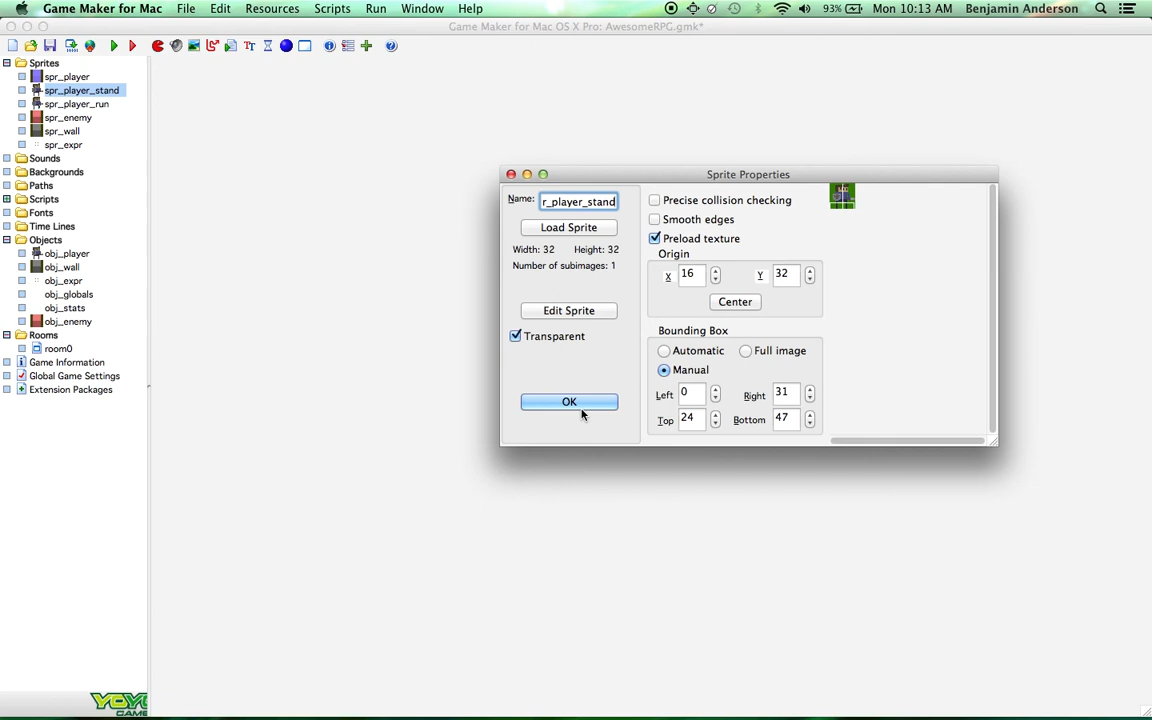 Game Maker for Mac File Edit Resources Scripts Run Window Help 93% Mon 10:13 AM Benjamin Anderson
Game Maker for Mac OS X Pro: AwesomeRPG.gmk*
Sprites
spr_player
spr_player_stand
spr_player_run
spr_enemy
spr_wall
spr_expr
Sounds
Backgrounds
Paths
Scripts
Fonts
Time Lines
Objects
obj_player
obj_wall
obj_expr
obj_globals
obj_stats
obj_enemy
Rooms
room0
Game Information
Global Game Settings
Extension Packages
YOYO
GAME
Sprite Properties
Name: r_player_stand
Load Sprite
Width: 32 Height: 32
Number of subimages: 1
Edit Sprite
Transparent
OK
Precise collision checking
Smooth edges
Preload texture
Origin
X 16 Y 32
Center
Bounding Box
Automatic Full image
Manual
Left 0 Right 31
Top 24 Bottom 47